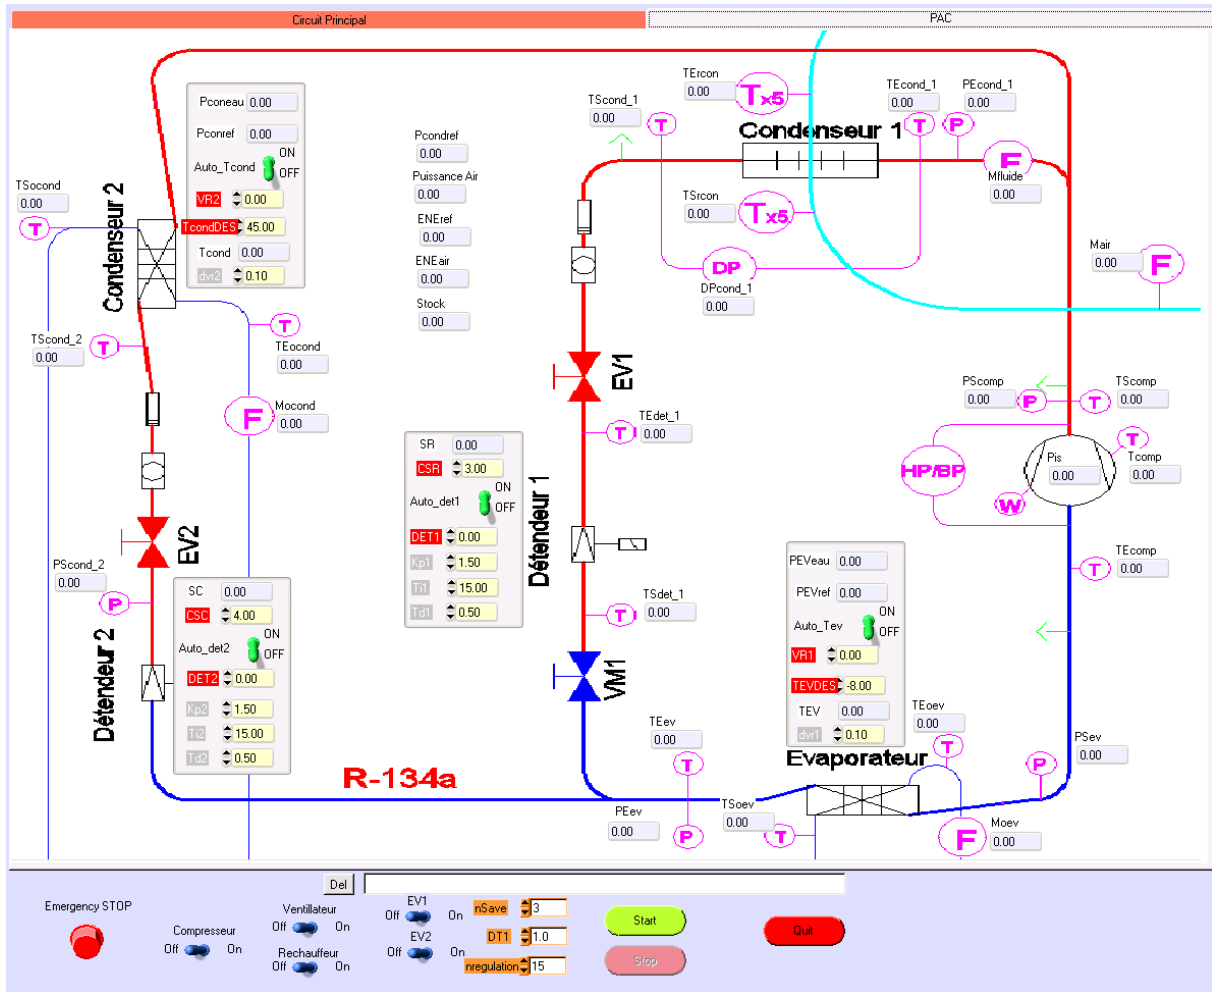 Circuit Principal
PAC
Pconeau 0.00
Pconref 0.00
Auto_Tcond ON OFF
VR2 0.00
TcondDES 45.00
Tcond 0.00
dvr2 0.10
TSocond
0.00
T
Condenseur 2
TScond_2
0.00
T
T
TEocond
0.00
F
Mocond
0.00
EV2
PScond_2
0.00
P
Détendeur 2
SC 0.00
CSC 4.00
Auto_det2 ON OFF
DET2 0.00
Kp2 1.50
Ti2 15.00
Td2 0.50
R-134a
Pcondref
0.00
Puissance Air
0.00
ENEref
0.00
ENEair
0.00
Stock
0.00
SR 0.00
CSR 3.00
Auto_det1 ON OFF
DET1 0.00
Kp1 1.50
Ti1 15.00
Td1 0.50
Détendeur 1
TScond_1
0.00
T
TErcon
0.00
Tx5
TEcond_1
0.00
T
PEcond_1
0.00
P
Condenseur 1
F
Mfluide
0.00
TSrcon
0.00
Tx5
DP
DPcond_1
0.00
Mair
0.00
F
EV1
TEdet_1
0.00
T
TSdet_1
0.00
T
VM1
PScomp
0.00
P
T
TScomp
0.00
HP/BP
Pis
0.00
T
Tcomp
0.00
W
TEcomp
0.00
T
PEVeau 0.00
PEVref 0.00
Auto_Tev ON OFF
VR1 0.00
TEVDES -8.00
TEV 0.00
dvr1 0.10
Evaporateur
TEoev
0.00
T
PSev
0.00
P
TEev
0.00
T
PEev
0.00
P
TSoev
0.00
T
F
Moev
0.00
Del
Emergency STOP
Compresseur
Off On
Ventillateur
Off On
Rechauffeur
Off On
EV1
Off On
EV2
Off On
nSave 3
DT1 1.0
nregulation 15
Start
Stop
Quit